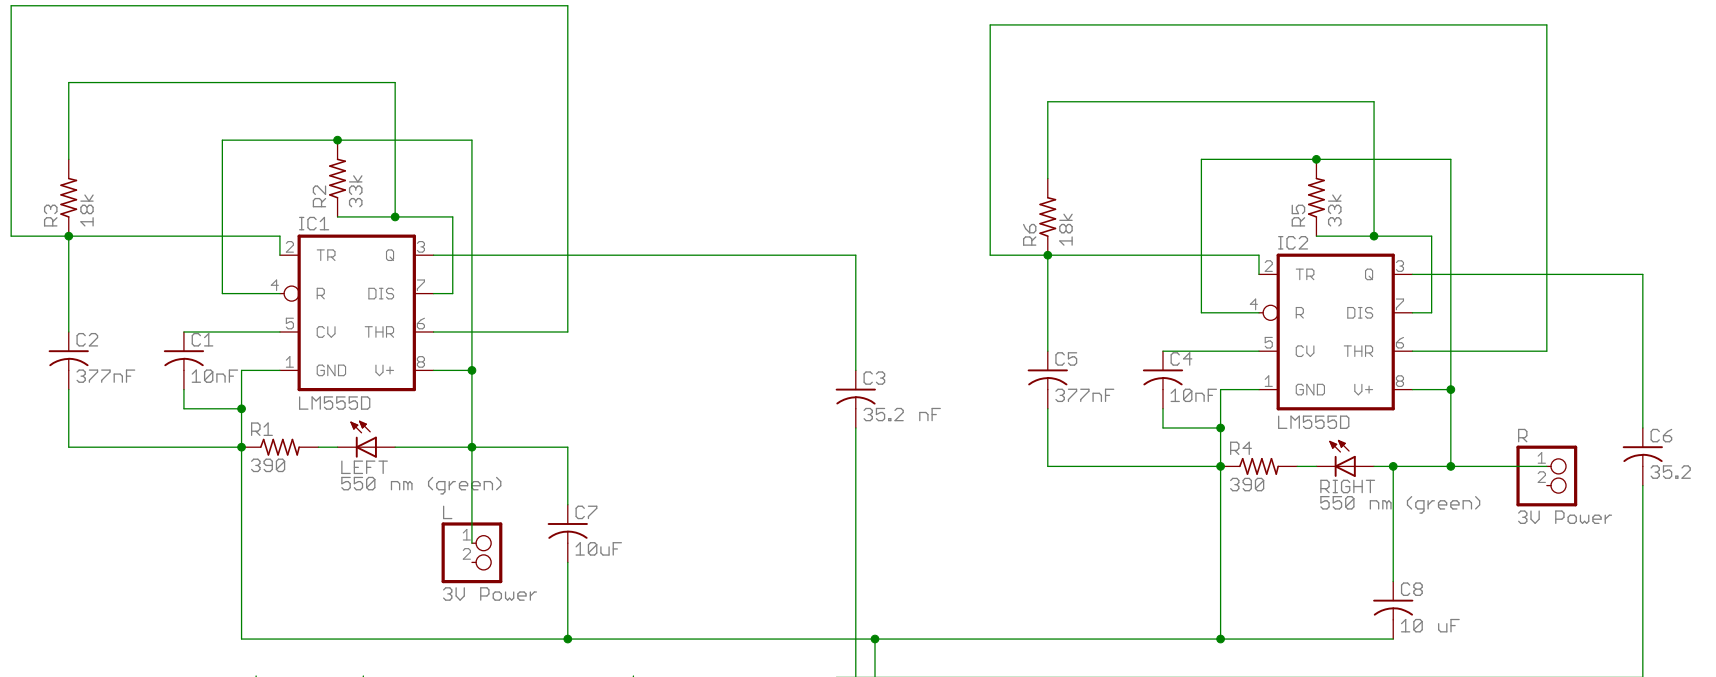 R3
18k
R2
33k
IC1
2
TR
Q
3
4
R
DIS
7
5
CV
THR
6
1
GND
V+
8
LM555D
C2
377nF
C1
10nF
R1
390
LEFT
550 nm (green)
L
1
2
3V Power
C7
10uF
C3
35.2 nF
R6
18k
R5
33k
IC2
2
TR
Q
3
4
R
DIS
7
5
CV
THR
6
1
GND
V+
8
LM555D
C5
377nF
C4
10nF
R4
390
RIGHT
550 nm (green)
R
1
2
3V Power
C6
35.2
C8
10 uF